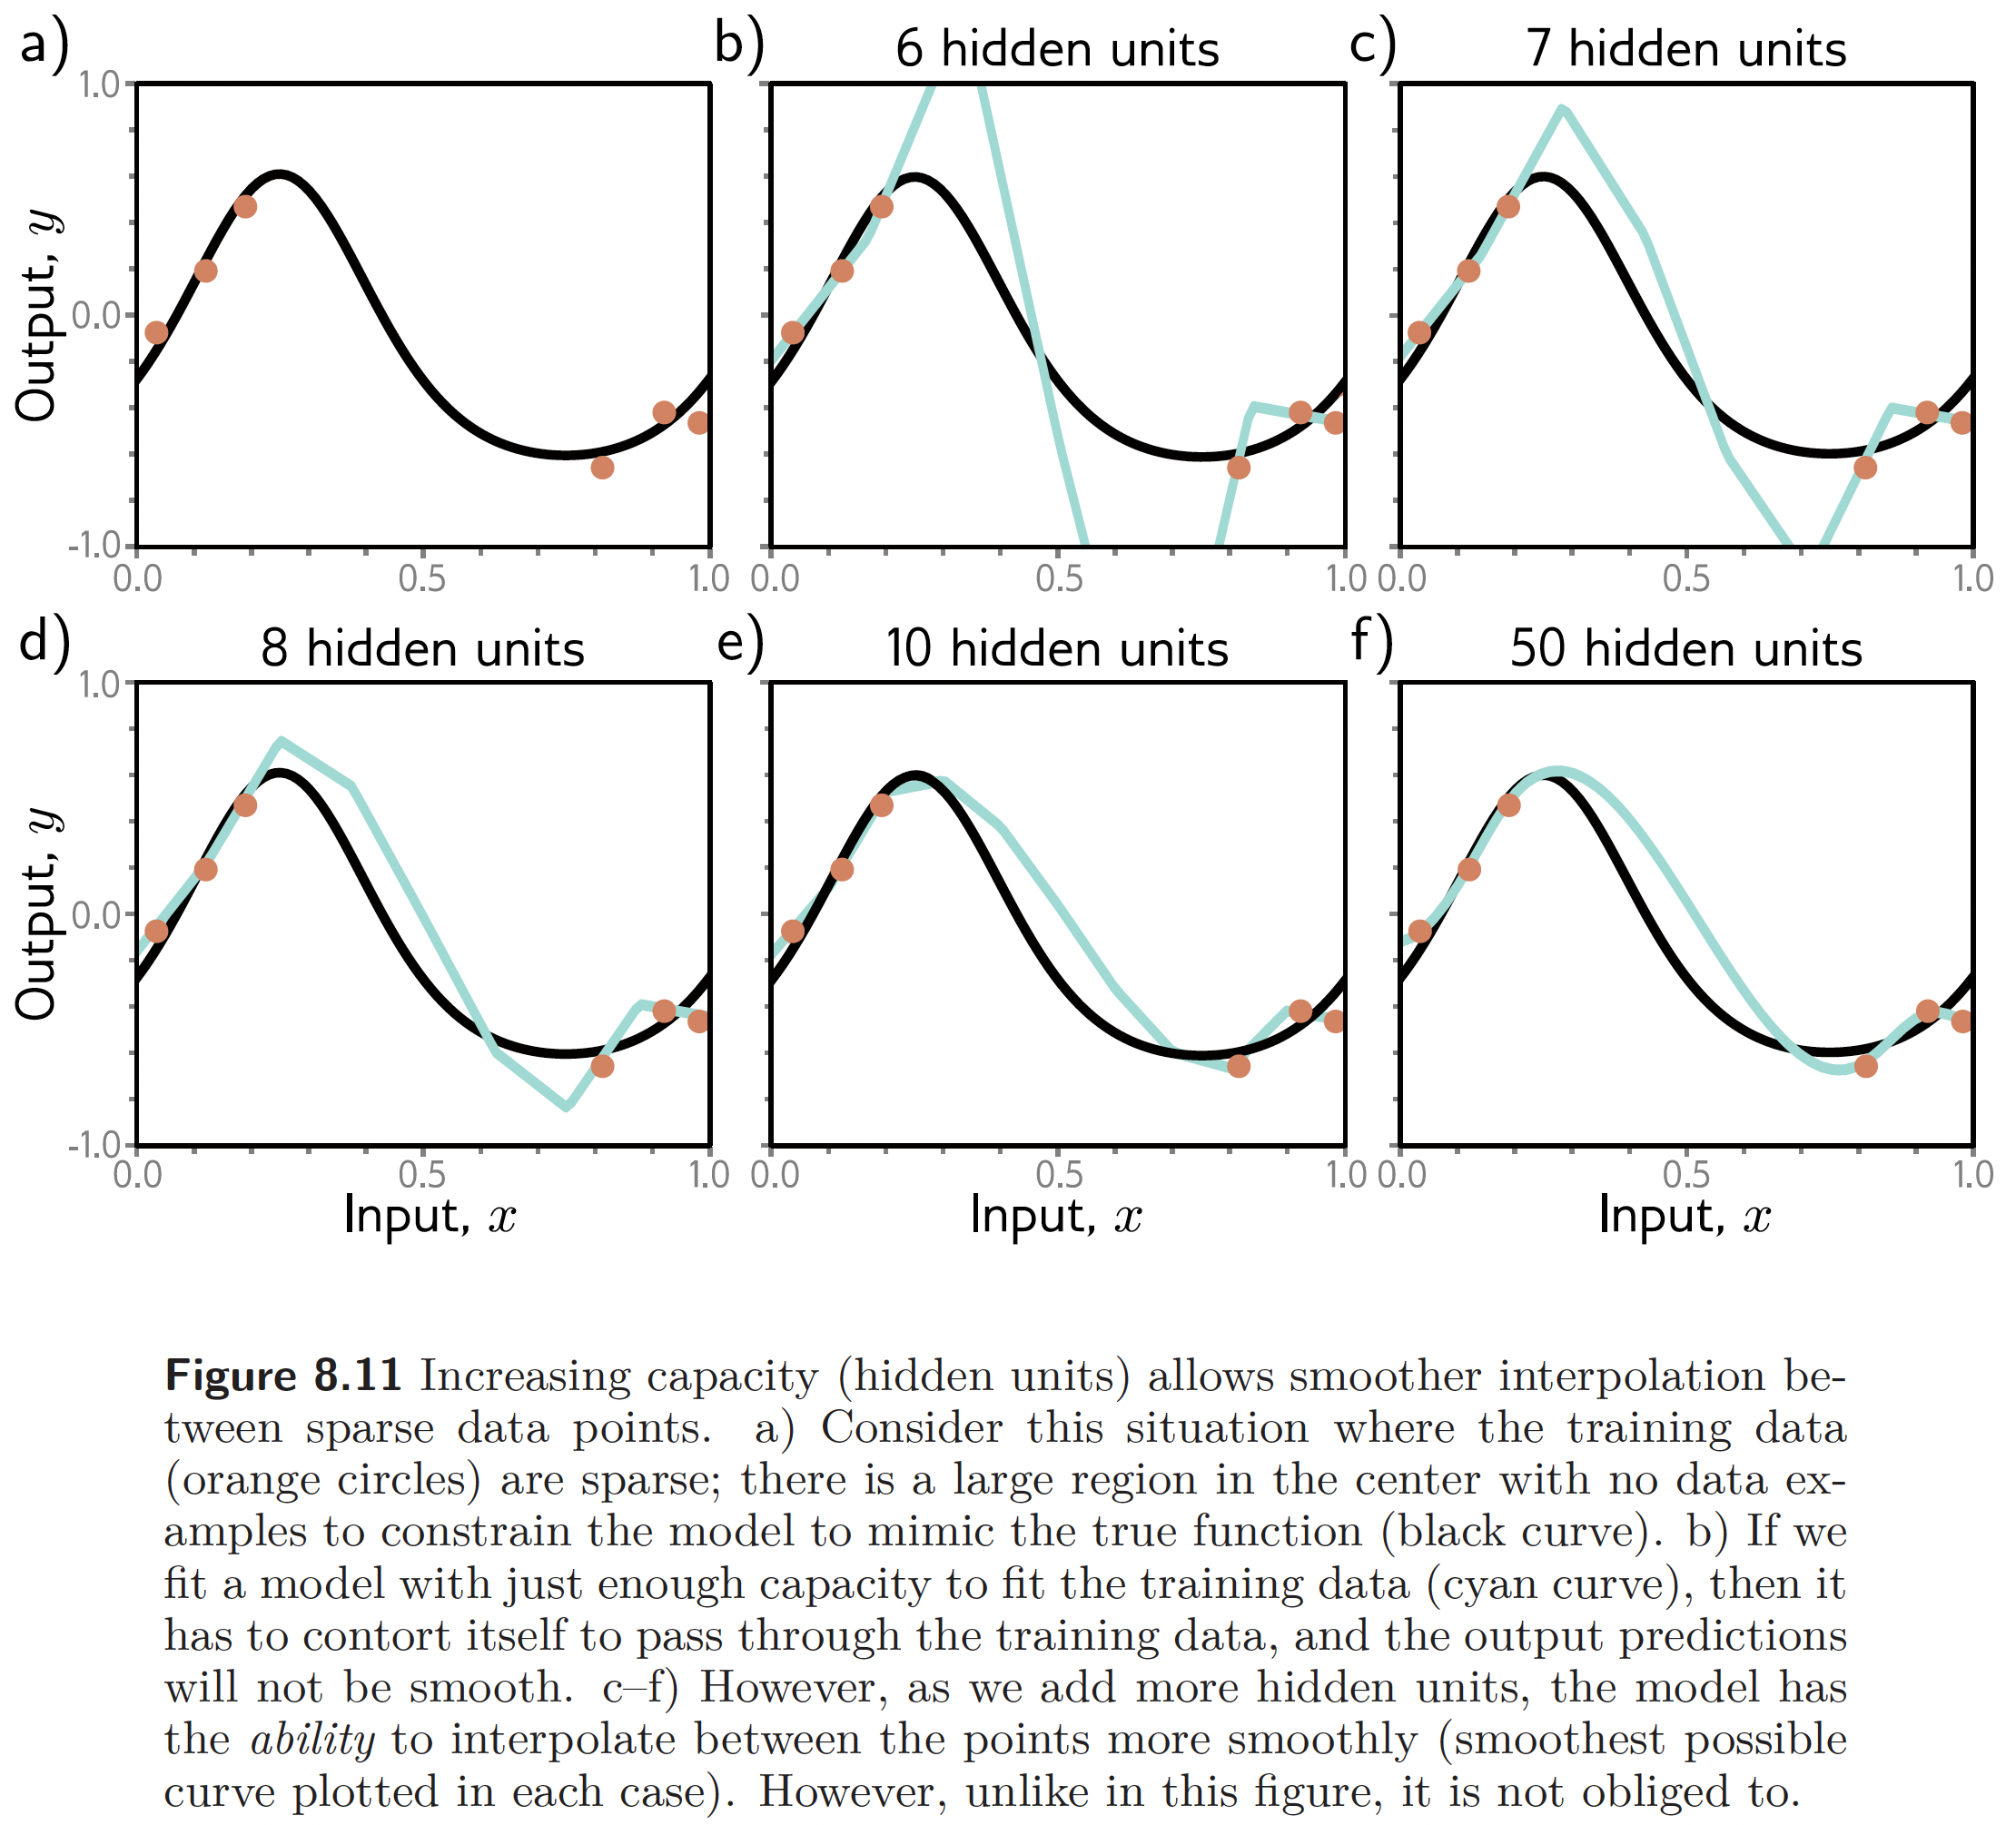 a)
b) 6 hidden units
c) 7 hidden units
1.0
0.0
-1.0
Output, y
0.0 0.5 1.0
0.0 0.5 1.0
0.0 0.5 1.0
d) 8 hidden units
e) 10 hidden units
f) 50 hidden units
1.0
0.0
-1.0
Output, y
0.0 0.5 1.0
0.0 0.5 1.0
0.0 0.5 1.0
Input, x
Input, x
Input, x
Figure 8.11 Increasing capacity (hidden units) allows smoother interpolation be-
tween sparse data points. a) Consider this situation where the training data
(orange circles) are sparse; there is a large region in the center with no data ex-
amples to constrain the model to mimic the true function (black curve). b) If we
fit a model with just enough capacity to fit the training data (cyan curve), then it
has to contort itself to pass through the training data, and the output predictions
will not be smooth. c–f) However, as we add more hidden units, the model has
the ability to interpolate between the points more smoothly (smoothest possible
curve plotted in each case). However, unlike in this figure, it is not obliged to.